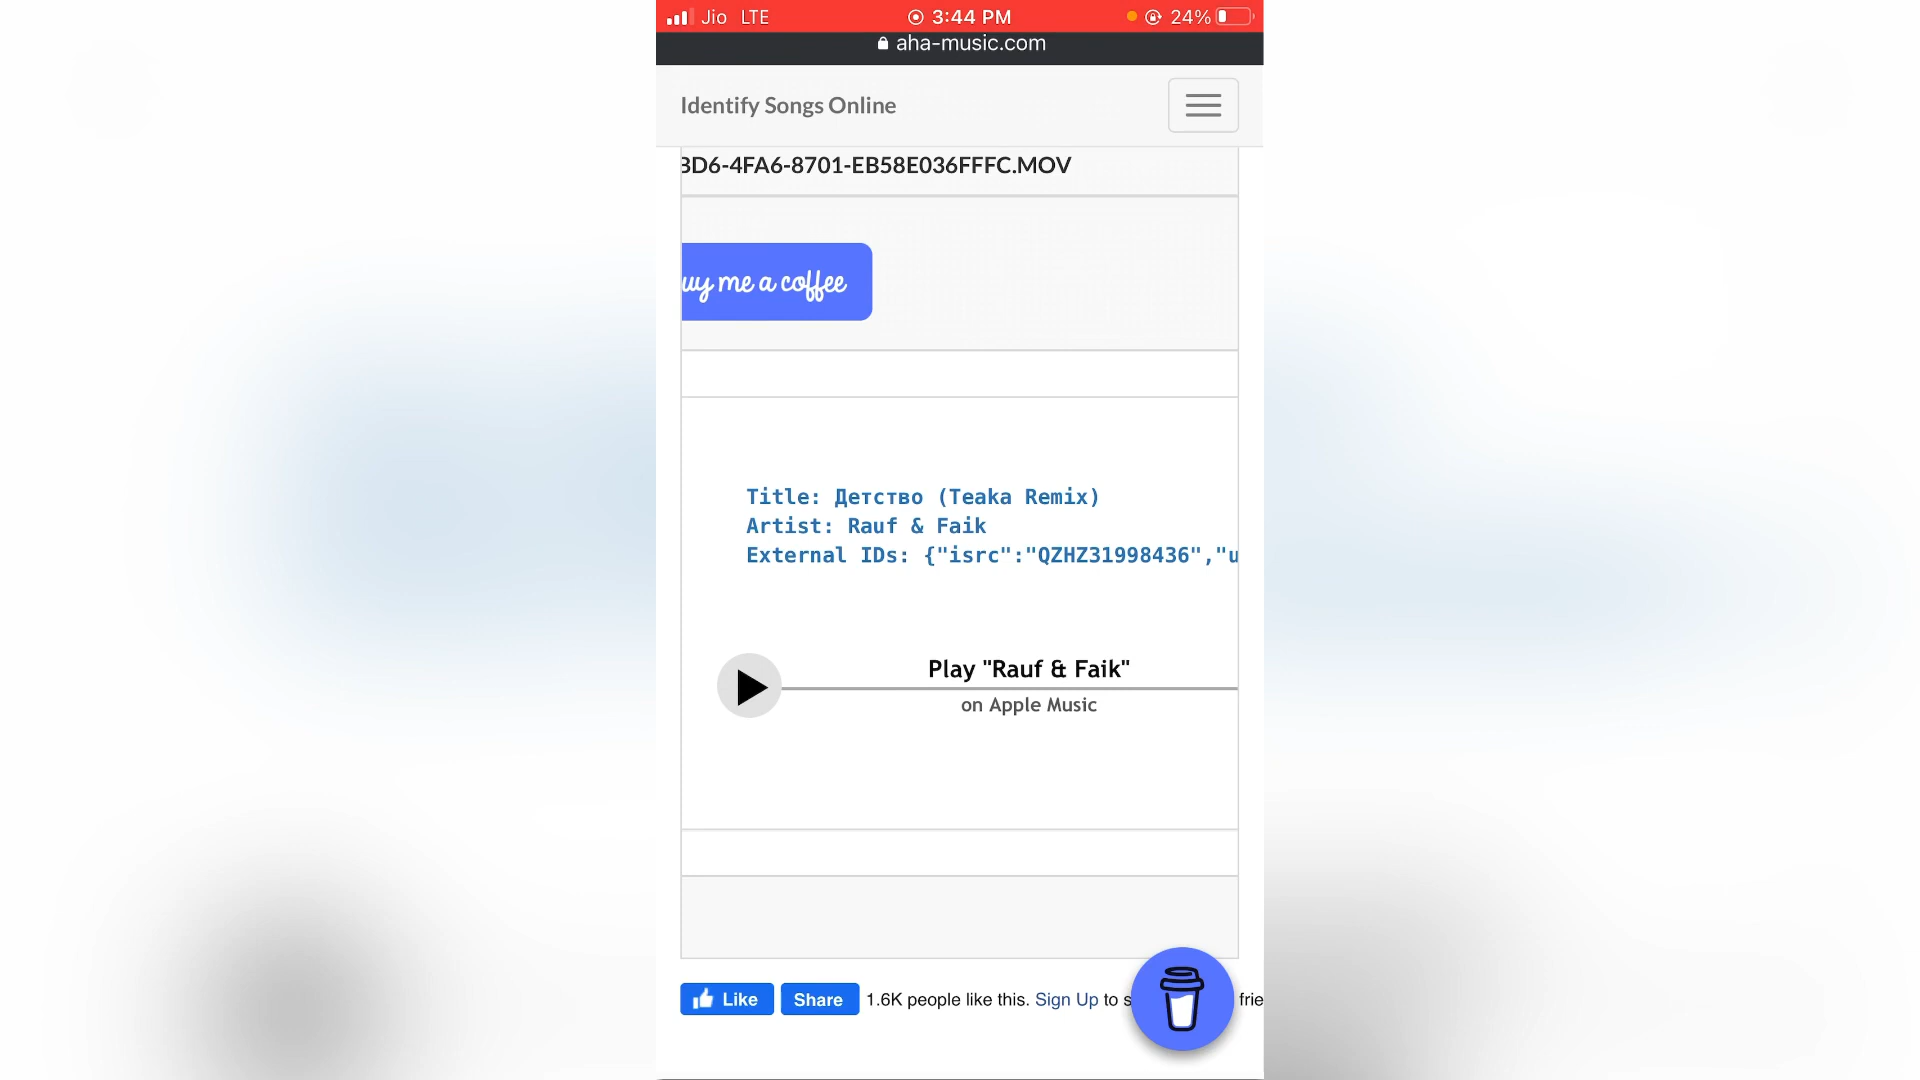 Jio LTE 3:44 PM 24%
aha-music.com
Identify Songs Online
BD6-4FA6-8701-EB58E036FFFC.MOV
uy me a coffee
Title: Детство (Teaka Remix)
Artist: Rauf & Faik
External IDs: {"isrc":"QZHZ31998436","u
Play "Rauf & Faik"
on Apple Music
Like Share 1.6K people like this. Sign Up to s frie